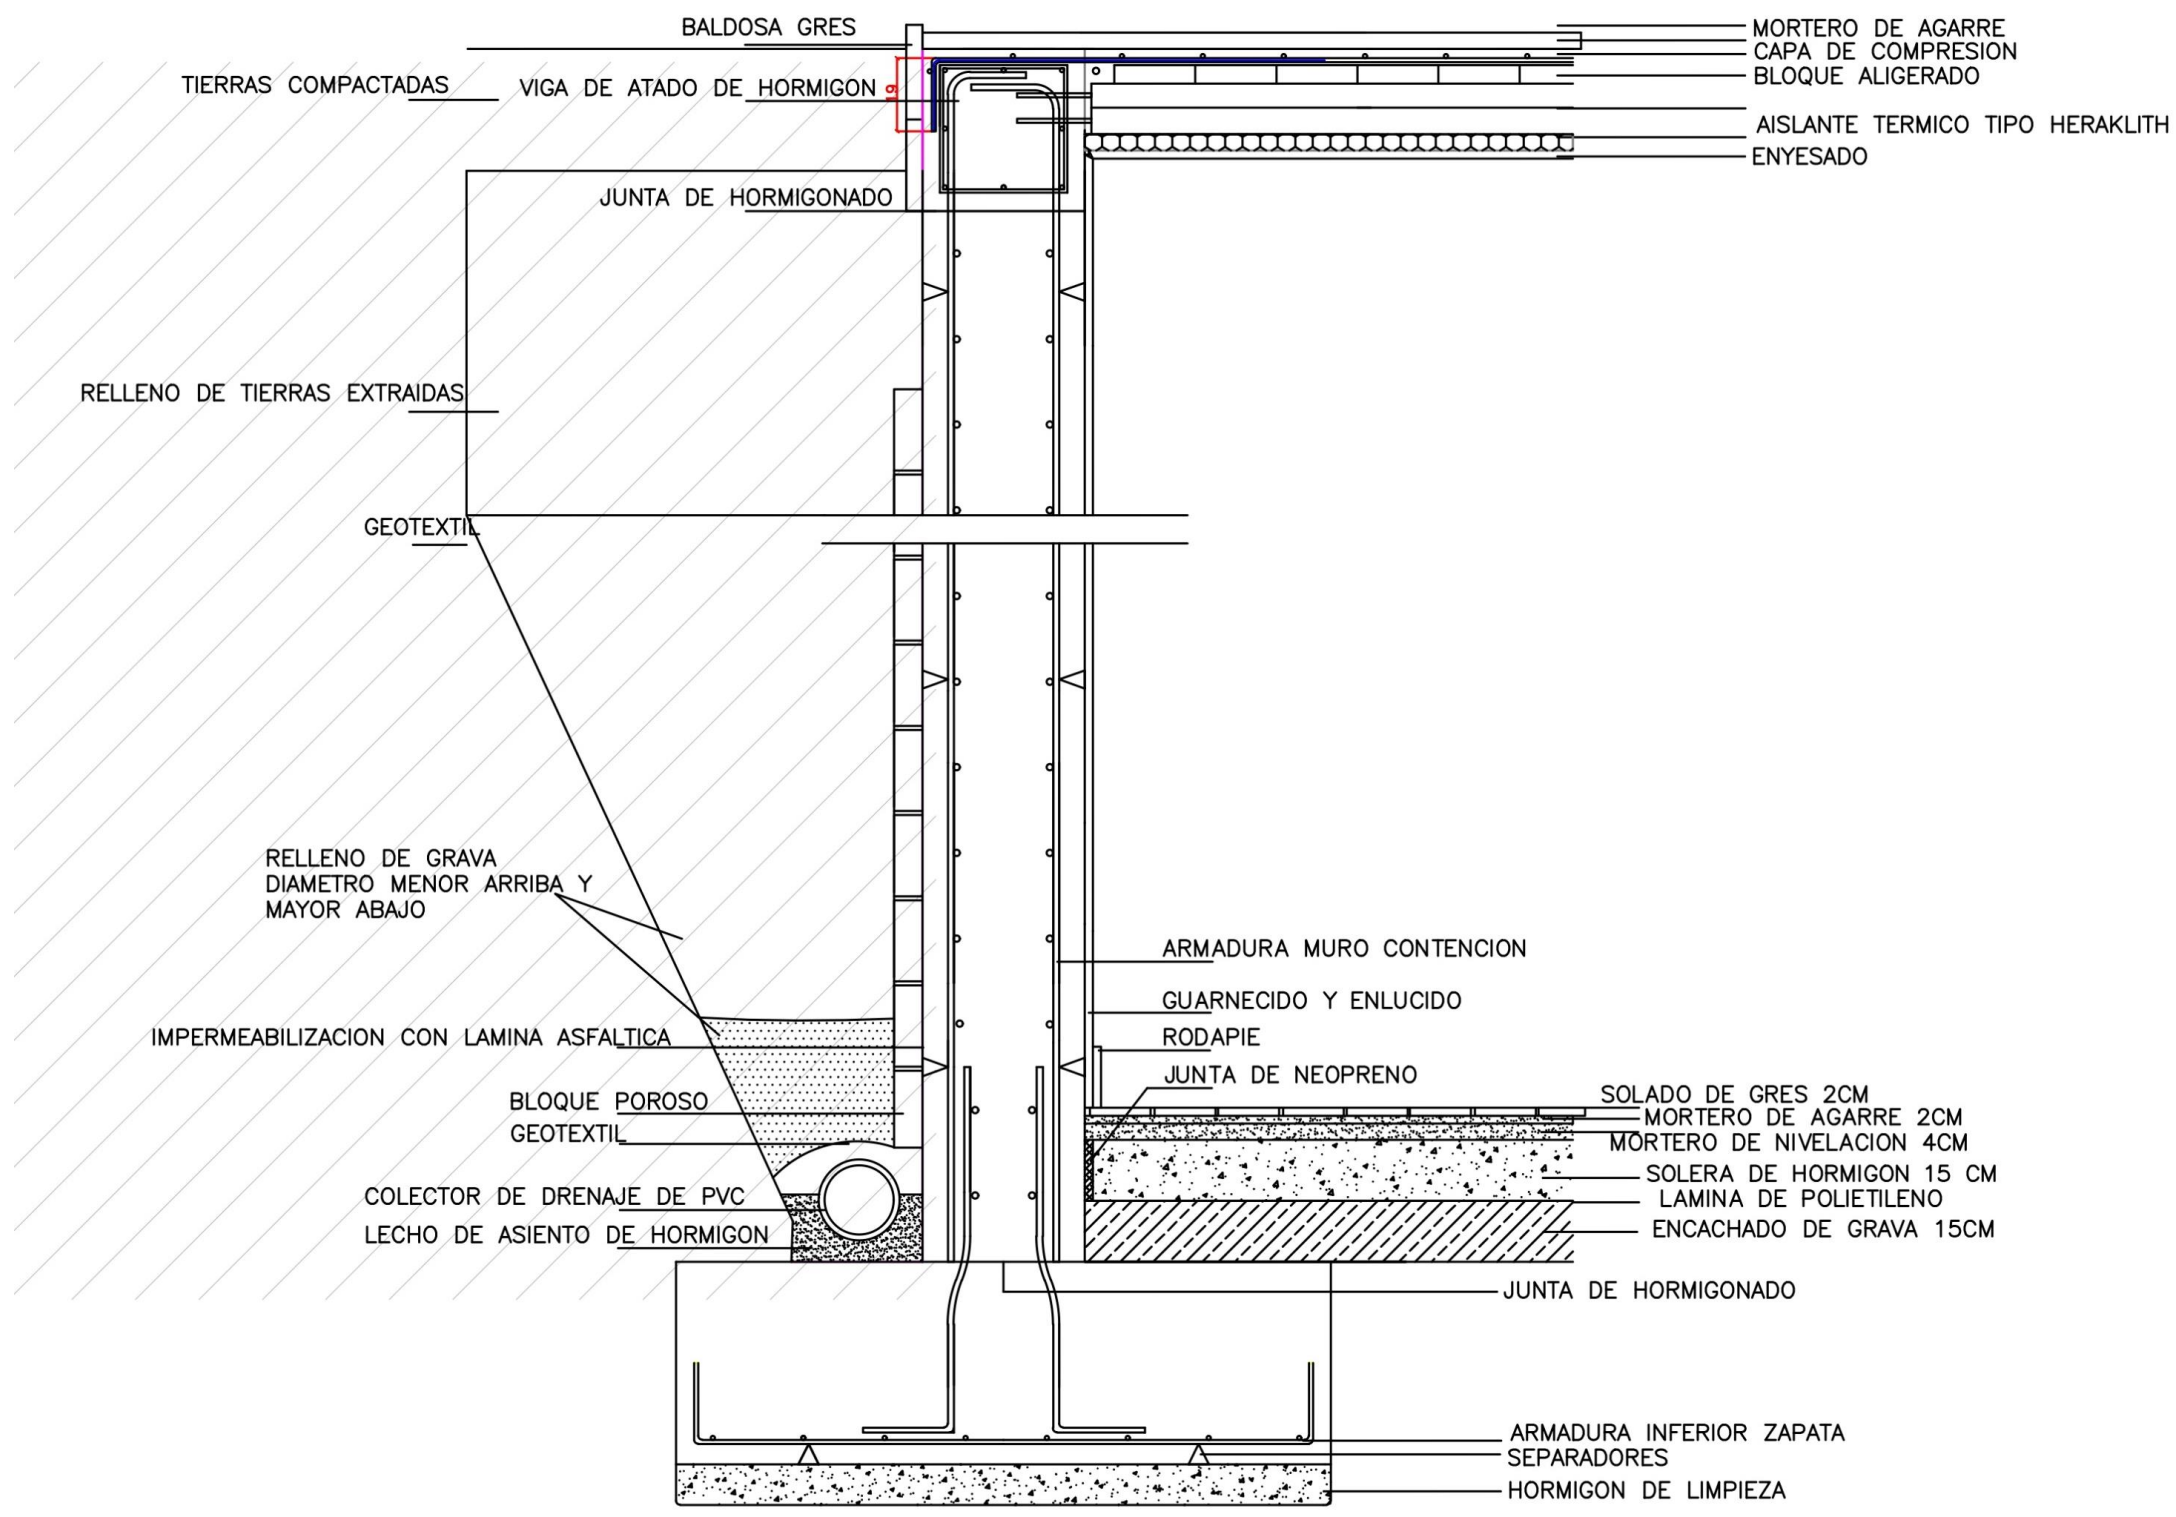 BALDOSA GRES
MORTERO DE AGARRE
CAPA DE COMPRESION
BLOQUE ALIGERADO
TIERRAS COMPACTADAS
VIGA DE ATADO DE HORMIGON
19
AISLANTE TERMICO TIPO HERAKLITH
ENYESADO
JUNTA DE HORMIGONADO
RELLENO DE TIERRAS EXTRAIDAS
GEOTEXTIL
RELLENO DE GRAVA
DIAMETRO MENOR ARRIBA Y
MAYOR ABAJO
ARMADURA MURO CONTENCION
GUARNECIDO Y ENLUCIDO
IMPERMEABILIZACION CON LAMINA ASFALTICA
RODAPIE
JUNTA DE NEOPRENO
BLOQUE POROSO
GEOTEXTIL
SOLADO DE GRES 2CM
MORTERO DE AGARRE 2CM
MORTERO DE NIVELACION 4CM
SOLERA DE HORMIGON 15 CM
COLECTOR DE DRENAJE DE PVC
LAMINA DE POLIETILENO
LECHO DE ASIENTO DE HORMIGON
ENCACHADO DE GRAVA 15CM
JUNTA DE HORMIGONADO
ARMADURA INFERIOR ZAPATA
SEPARADORES
HORMIGON DE LIMPIEZA